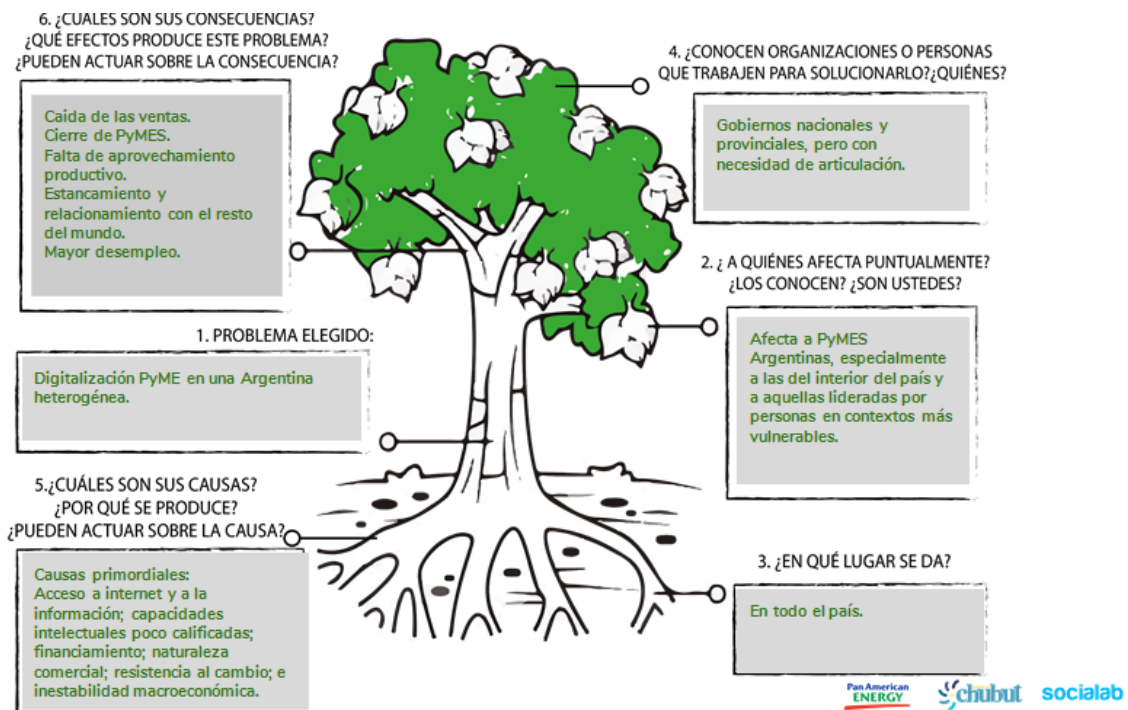 6. ¿CUALES SON SUS CONSECUENCIAS?
¿QUÉ EFECTOS PRODUCE ESTE PROBLEMA?
¿PUEDEN ACTUAR SOBRE LA CONSECUENCIA?
Caida de las ventas.
Cierre de PyMES.
Falta de aprovechamiento
productivo.
Estancamiento y
relacionamiento con el resto
del mundo.
Mayor desempleo.
4. ¿CONOCEN ORGANIZACIONES O PERSONAS
QUE TRABAJEN PARA SOLUCIONARLO?¿QUIÉNES?
Gobiernos nacionales y
provinciales, pero con
necesidad de articulación.
2. ¿ A QUIÉNES AFECTA PUNTUALMENTE?
¿LOS CONOCEN? ¿SON USTEDES?
Afecta a PyMES
Argentinas, especialmente
a las del interior del país y
a aquellas lideradas por
personas en contextos más
vulnerables.
1. PROBLEMA ELEGIDO:
Digitalización PyME en una Argentina
heterogénea.
5.¿CUÁLES SON SUS CAUSAS?
¿POR QUÉ SE PRODUCE?
¿PUEDEN ACTUAR SOBRE LA CAUSA?
Causas primordiales:
Acceso a internet y a la
información; capacidades
intelectuales poco calificadas;
financiamiento; naturaleza
comercial; resistencia al cambio; e
inestabilidad macroeconómica.
3. ¿EN QUÉ LUGAR SE DA?
En todo el país.
Pan American
ENERGY
chubut
socialab